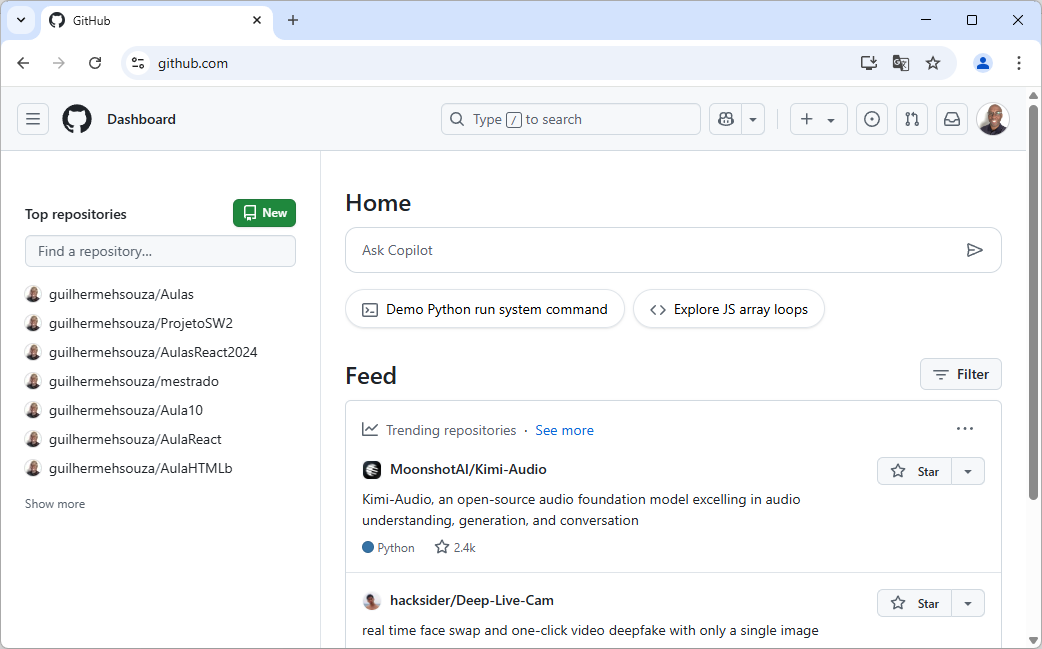 GitHub
github.com
Dashboard
Type / to search
Top repositories
New
Find a repository...
guilhermehsouza/Aulas
guilhermehsouza/ProjetoSW2
guilhermehsouza/AulasReact2024
guilhermehsouza/mestrado
guilhermehsouza/Aula10
guilhermehsouza/AulaReact
guilhermehsouza/AulaHTMLb
Show more
Home
Ask Copilot
Demo Python run system command
Explore JS array loops
Feed
Filter
Trending repositories · See more
MoonshotAI/Kimi-Audio
Star
Kimi-Audio, an open-source audio foundation model excelling in audio
understanding, generation, and conversation
Python 2.4k
hacksider/Deep-Live-Cam
Star
real time face swap and one-click video deepfake with only a single image